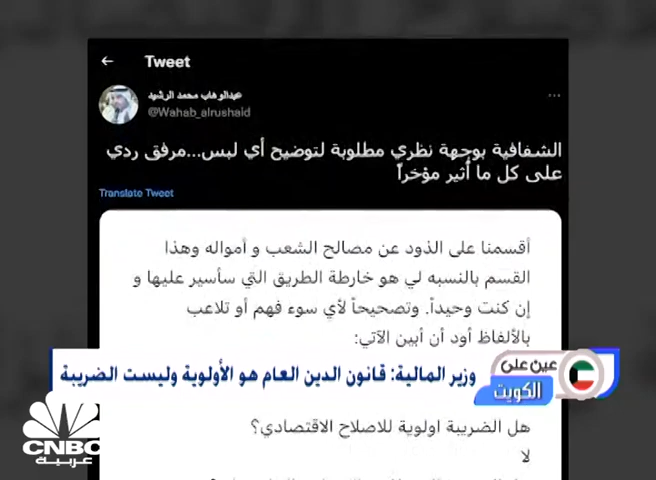 Tweet
عبدالوهاب محمد الرشيد
@Wahab_alrushaid
الشفافية بوجهة نظري مطلوبة لتوضيح أي لبس...مرفق ردي
على كل ما أثير مؤخراً
Translate Tweet
أقسمنا على الذود عن مصالح الشعب و أمواله وهذا
القسم بالنسبه لي هو خارطة الطريق التي سأسير عليها و
إن كنت وحيداً. وتصحيحاً لأي سوء فهم أو تلاعب
بالألفاظ أود أن أبين الآتي:
عين على
الكويت
وزير المالية: قانون الدين العام هو الأولوية وليست الضريبة
هل الضريبة اولوية للاصلاح الاقتصادي؟
لا
CNBC
عربية